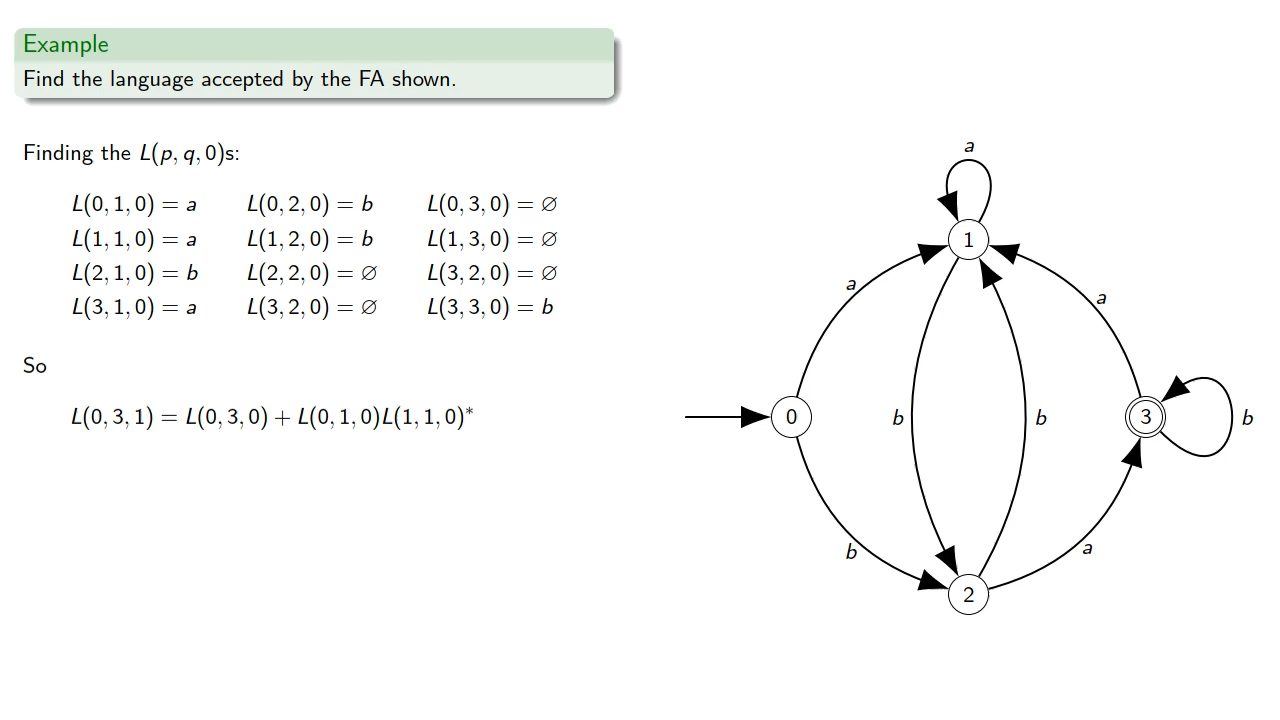 Example
Find the language accepted by the FA shown.
Finding the L(p, q, 0)s:
L(0, 1, 0) = a L(0, 2, 0) = b L(0, 3, 0) = ∅
L(1, 1, 0) = a L(1, 2, 0) = b L(1, 3, 0) = ∅
L(2, 1, 0) = b L(2, 2, 0) = ∅ L(3, 2, 0) = ∅
L(3, 1, 0) = a L(3, 2, 0) = ∅ L(3, 3, 0) = b
So
L(0, 3, 1) = L(0, 3, 0) + L(0, 1, 0)L(1, 1, 0)*
a
1
a
a
0
b
b
3
b
b
a
2